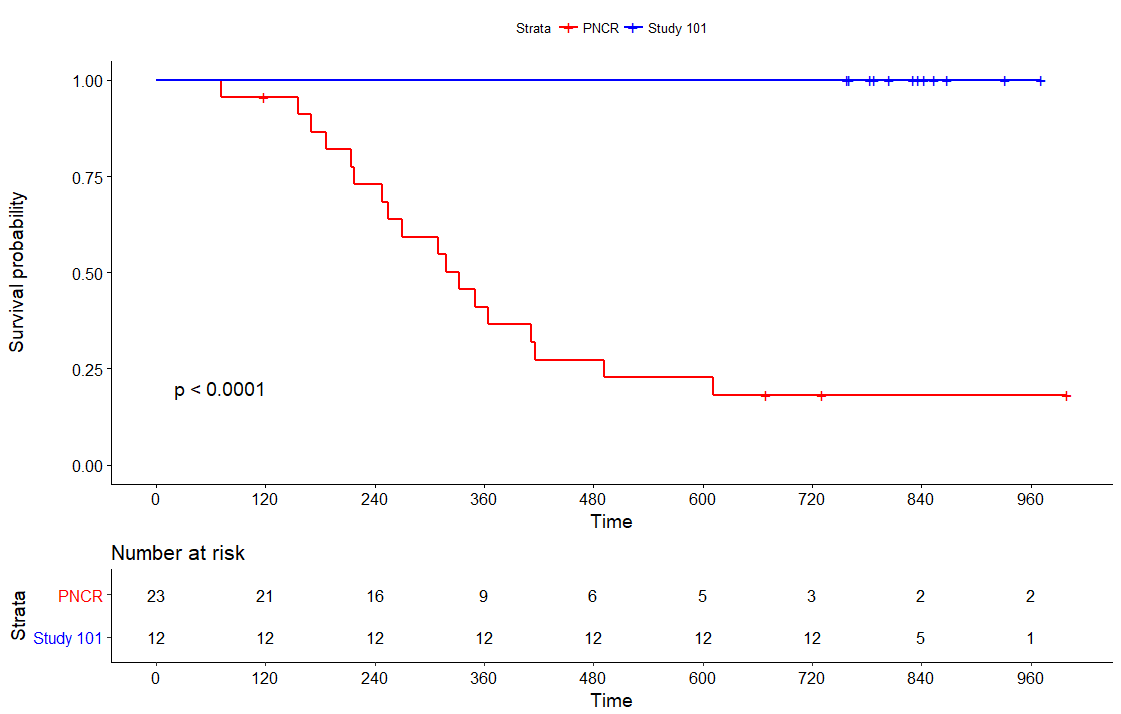 Strata PNCR Study 101
1.00
0.75
0.50
0.25
0.00
Survival probability
p < 0.0001
0 120 240 360 480 600 720 840 960
Time
Number at risk
Strata
PNCR 23 21 16 9 6 5 3 2 2
Study 101 12 12 12 12 12 12 12 5 1
0 120 240 360 480 600 720 840 960
Time